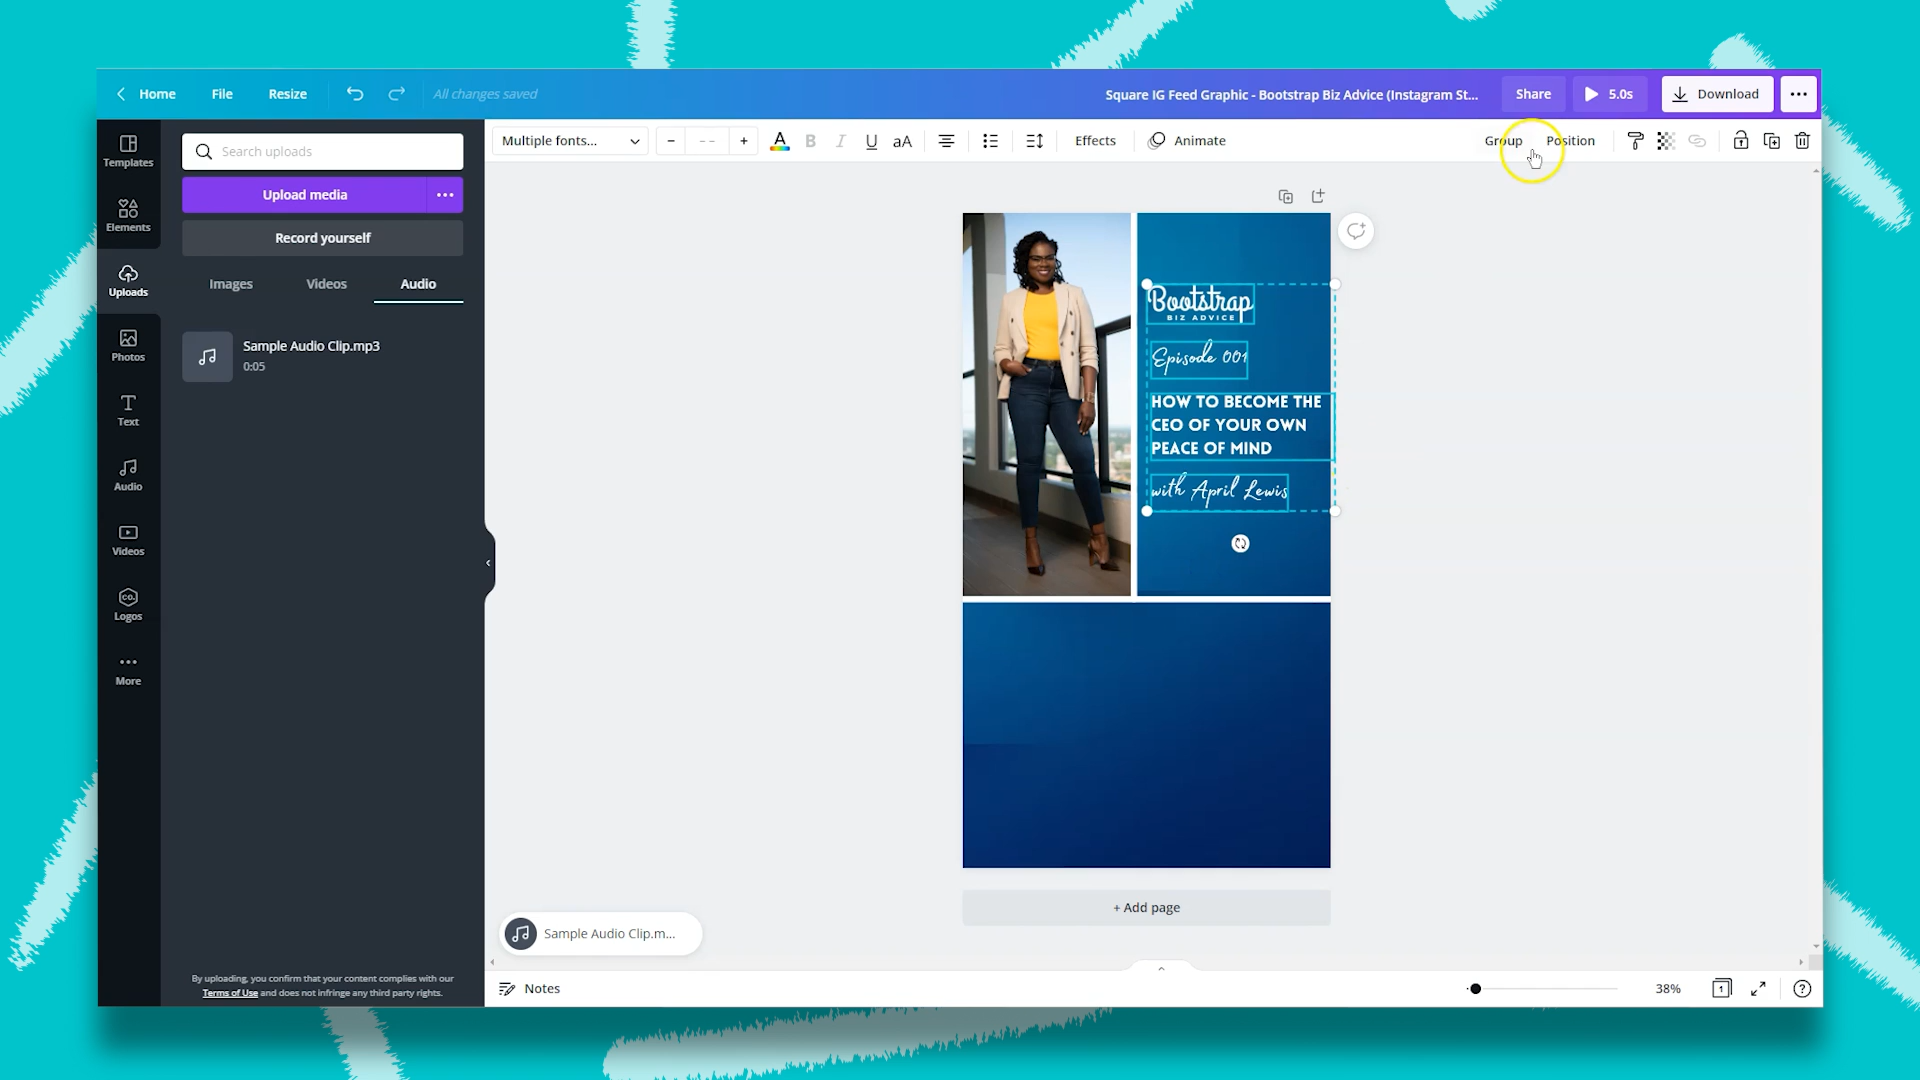 Home
File
Resize
All changes saved
Square IG Feed Graphic - Bootstrap Biz Advice (Instagram St...
Share
5.0s
Download
Templates
Elements
Uploads
Photos
Text
Audio
Videos
Logos
More
Search uploads
Upload media
Record yourself
Images
Videos
Audio
Sample Audio Clip.mp3
0:05
By uploading, you confirm that your content complies with our
Terms of Use and does not infringe any third party rights.
Multiple fonts...
- -
A
B
I
U
aA
Effects
Animate
Group
Position
Bootstrap
BIZ ADVICE
Episode 001
HOW TO BECOME THE
CEO OF YOUR OWN
PEACE OF MIND
with April Lewis
+ Add page
Sample Audio Clip.m...
Notes
38%
1
CO.